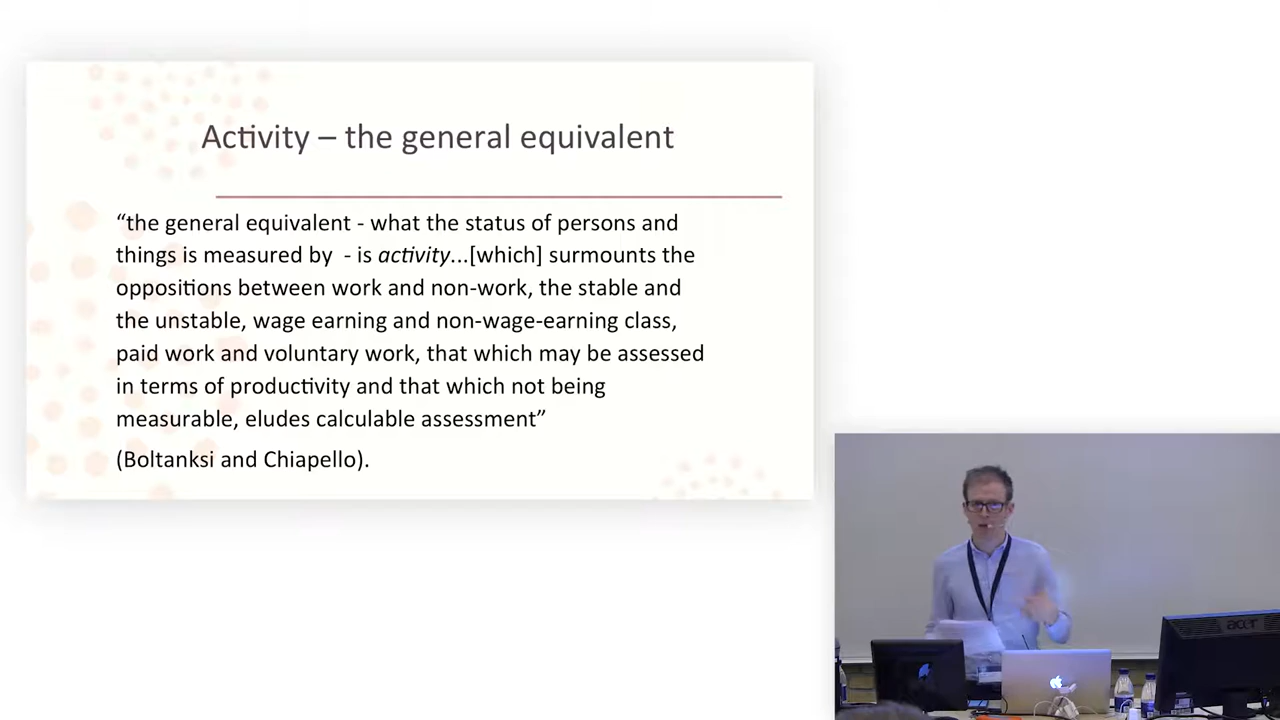 Activity – the general equivalent
“the general equivalent - what the status of persons and
things is measured by  - is activity...[which] surmounts the
oppositions between work and non-work, the stable and
the unstable, wage earning and non-wage-earning class,
paid work and voluntary work, that which may be assessed
in terms of productivity and that which not being
measurable, eludes calculable assessment”
(Boltanksi and Chiapello).
acer